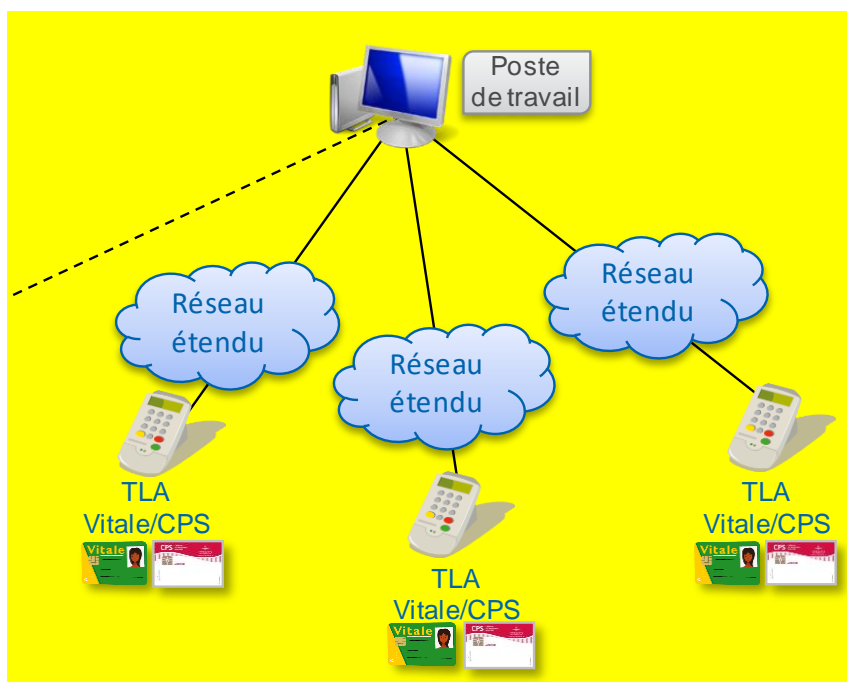 Poste
de travail
Réseau
étendu
Réseau
étendu
Réseau
étendu
TLA
Vitale/CPS
Vitale
CPS
TLA
Vitale/CPS
Vitale
CPS
TLA
Vitale/CPS
Vitale
CPS